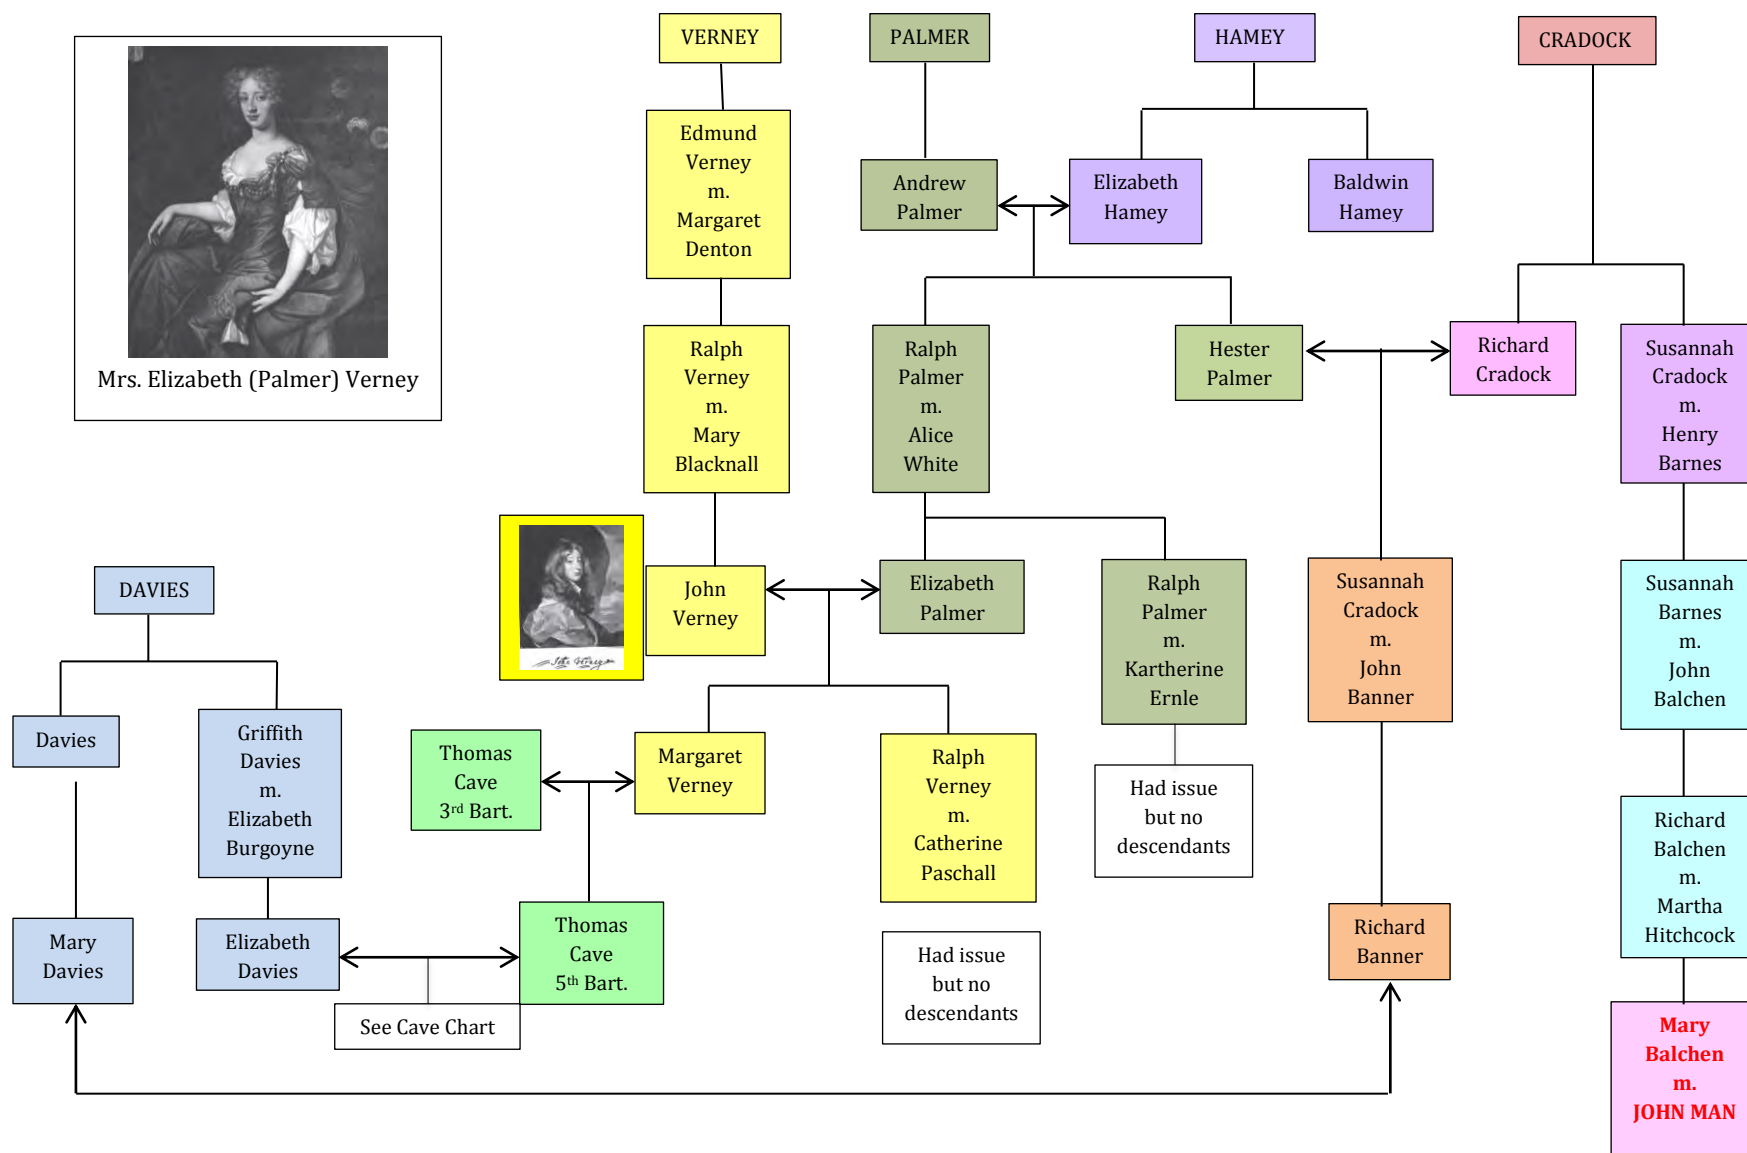 VERNEY
PALMER
HAMEY
CRADOCK
Mrs. Elizabeth (Palmer) Verney
Edmund
Verney
m.
Margaret
Denton
Andrew
Palmer
Elizabeth
Hamey
Baldwin
Hamey
Ralph
Verney
m.
Mary
Blacknall
Ralph
Palmer
m.
Alice
White
Hester
Palmer
Richard
Cradock
Susannah
Cradock
m.
Henry
Barnes
DAVIES
John Verney
John
Verney
Elizabeth
Palmer
Ralph
Palmer
m.
Kartherine
Ernle
Susannah
Cradock
m.
John
Banner
Susannah
Barnes
m.
John
Balchen
Davies
Griffith
Davies
m.
Elizabeth
Burgoyne
Thomas
Cave
3rd Bart.
Margaret
Verney
Ralph
Verney
m.
Catherine
Paschall
Had issue
but no
descendants
Richard
Balchen
m.
Martha
Hitchcock
Mary
Davies
Elizabeth
Davies
Thomas
Cave
5th Bart.
Had issue
but no
descendants
Richard
Banner
See Cave Chart
Mary
Balchen
m.
JOHN MAN